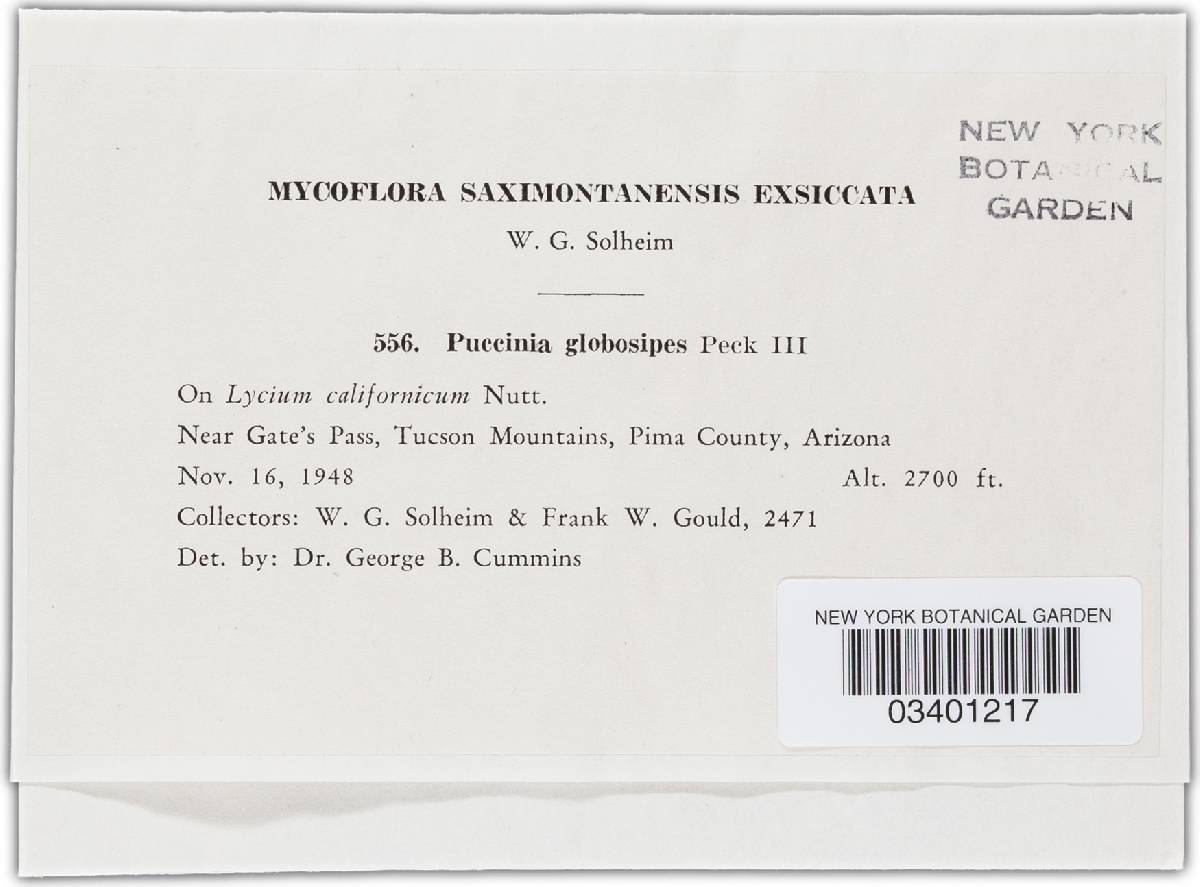 NEW YORK
BOTANICAL
GARDEN
MYCOFLORA SAXIMONTANENSIS EXSICCATA
W. G. Solheim
556. Puccinia globosipes Peck III
On Lycium californicum Nutt.
Near Gate's Pass, Tucson Mountains, Pima County, Arizona
Nov. 16, 1948 Alt. 2700 ft.
Collectors: W. G. Solheim & Frank W. Gould, 2471
Det. by: Dr. George B. Cummins
NEW YORK BOTANICAL GARDEN
03401217